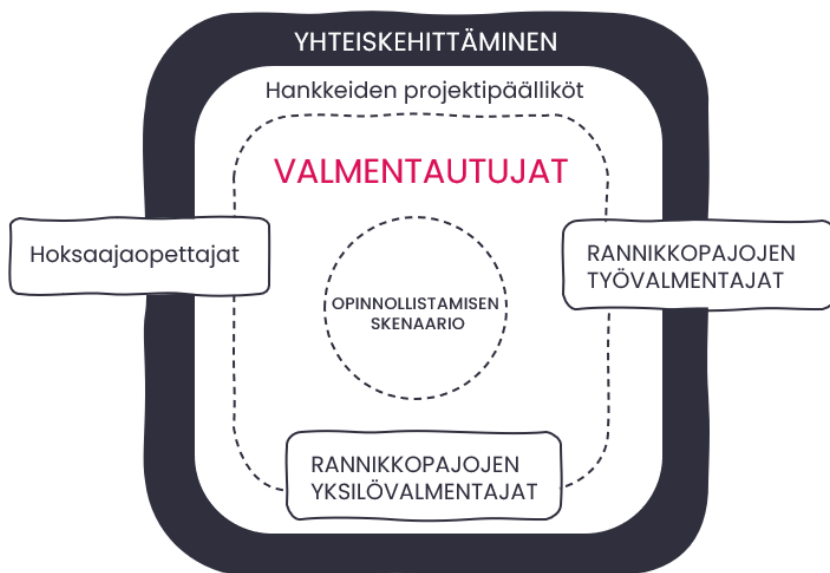 YHTEISKEHITTÄMINEN
Hankkeiden projektipäälliköt
VALMENTAUTUJAT
Hoksaajaopettajat
RANNIKKOPAJOJEN
TYÖVALMENTAJAT
OPINNOLLISTAMISEN
SKENAARIO
RANNIKKOPAJOJEN
YKSILÖVALMENTAJAT